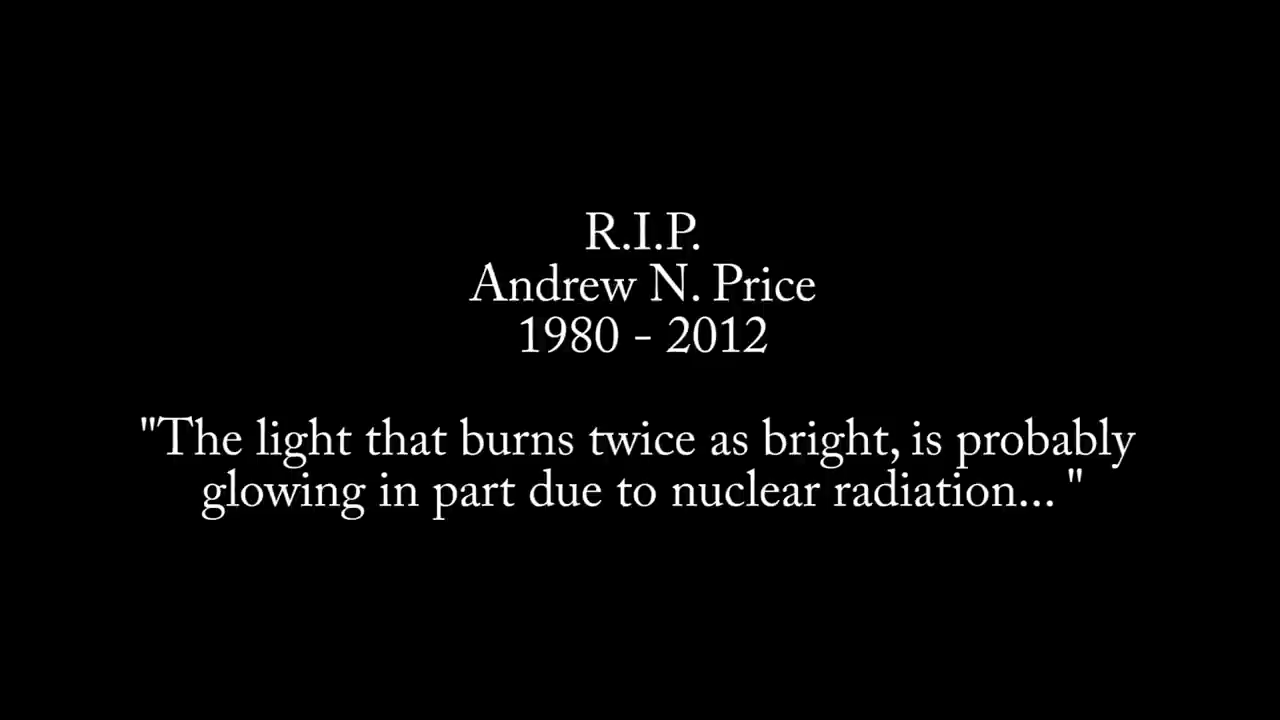 R.I.P.
Andrew N. Price
1980 - 2012
"The light that burns twice as bright, is probably
glowing in part due to nuclear radiation... "